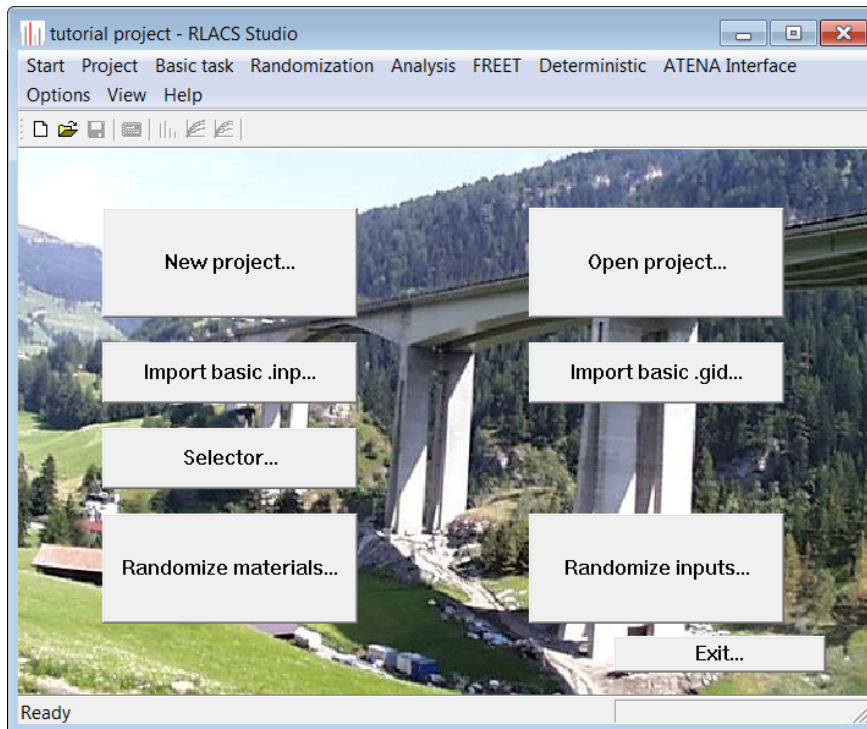 tutorial project - RLACS Studio
Start Project Basic task Randomization Analysis FREET Deterministic ATENA Interface
Options View Help
New project...
Open project...
Import basic .inp...
Import basic .gid...
Selector...
Randomize materials...
Randomize inputs...
Exit...
Ready